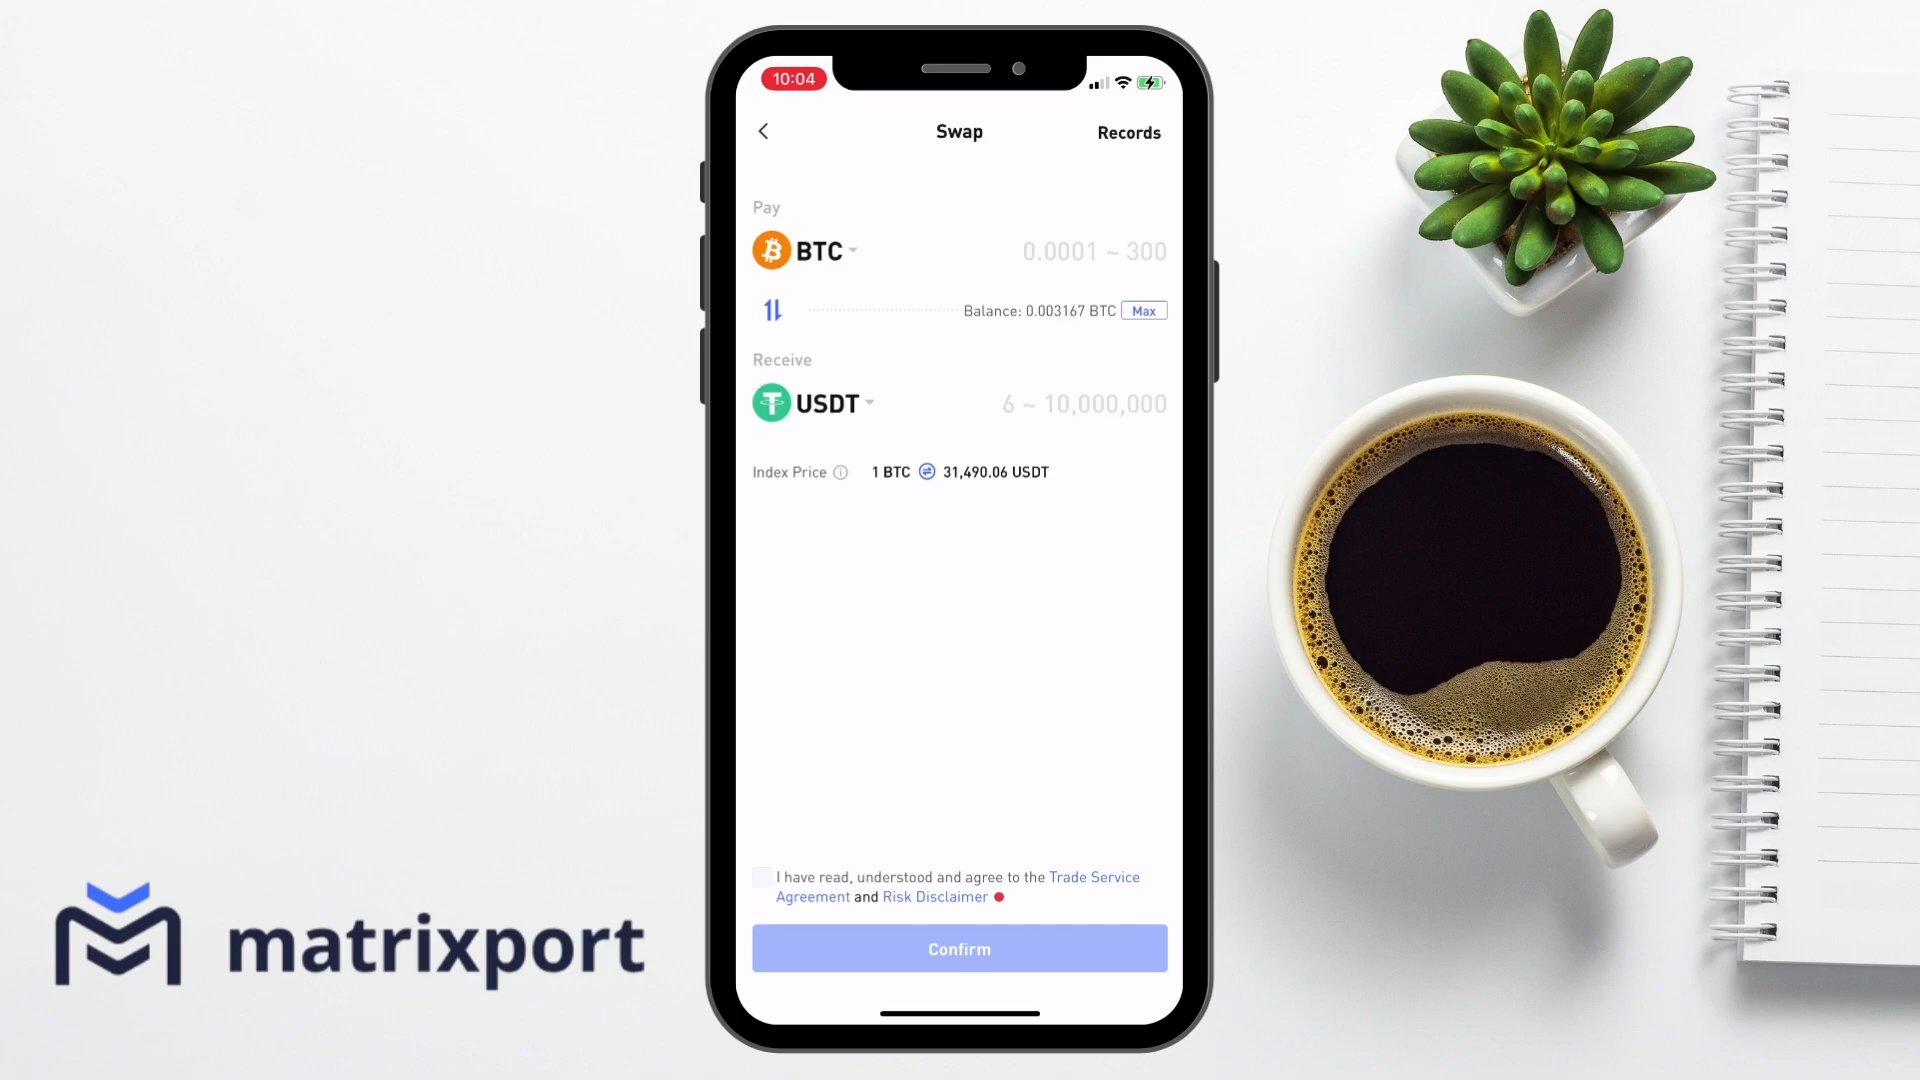 10:04
Swap
Records
Pay
BTC
0.0001 ~ 300
Balance: 0.003167 BTC
Max
Receive
USDT
6 ~ 10,000,000
Index Price
1 BTC
31,490.06 USDT
I have read, understood and agree to the Trade Service
Agreement and Risk Disclaimer
Confirm
matrixport